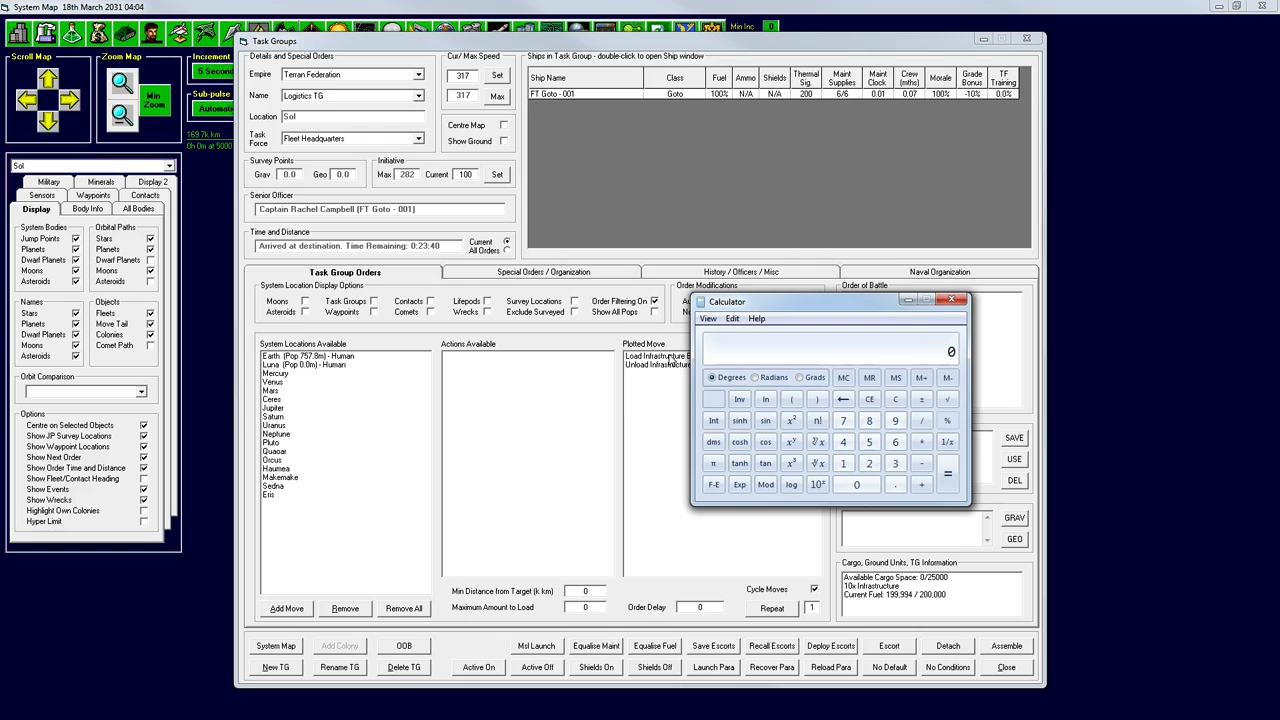 System Map 18th March 2031 04:04
Min Inc 0
Scroll Map
Zoom Map
Increment
5 Second
Min
Zoom
Sub-pulse
Automat
169.7k km
0h 0m at 5000
Sol
Military Minerals Display 2
Sensors Waypoints Contacts
Display Body Info All Bodies
System Bodies Orbital Paths
Jump Points Stars
Planets Planets
Dwarf Planets Dwarf Planets
Moons Moons
Asteroids Asteroids
Names Objects
Stars Fleets
Planets Move Tail
Dwarf Planets Colonies
Moons Comet Path
Asteroids
Orbit Comparison
Options
Centre on Selected Objects
Show JP Survey Locations
Show Waypoint Locations
Show Next Order
Show Order Time and Distance
Show Fleet/Contact Heading
Show Events
Show Wrecks
Highlight Own Colonies
Hyper Limit
Task Groups
Details and Special Orders
Empire Terran Federation
Name Logistics TG
Location Sol
Task
Force Fleet Headquarters
Cur/ Max Speed
317 Set
317 Max
Centre Map
Show Ground
Survey Points
Grav 0.0 Geo 0.0
Initiative
Max 282 Current 100 Set
Senior Officer
Captain Rachel Campbell (FT Goto - 001)
Time and Distance
Arrived at destination. Time Remaining: 0:23:40
Current
All Orders
Ships in Task Group - double-click to open Ship window
Ship Name Class Fuel Ammo Shields Thermal Sig. Maint Supplies Maint Clock Crew (mth) Morale Grade Bonus TF Training
FT Goto - 001 Goto 100% N/A N/A 200 6/6 0.01 0.07 100% -10% 0.0%
Task Group Orders Special Orders / Organization History / Officers / Misc Naval Organization
System Location Display Options
Moons Task Groups Contacts Lifepods Survey Locations Order Filtering On
Asteroids Waypoints Comets Wrecks Exclude Surveyed Show All Pops
Order Modifications
Au
Order of Battle
System Locations Available
Earth (Pop 757.8m) - Human
Luna (Pop 0.0m) - Human
Mercury
Venus
Mars
Ceres
Jupiter
Saturn
Uranus
Neptune
Pluto
Quaoar
Orcus
Haumea
Makemake
Sedna
Eris
Actions Available
Plotted Move
Load Infrastructure E
Unload Infrastructure
Calculator
View Edit Help
0
Degrees Radians Grads MC MR MS M+ M-
Inv ln ( ) ← CE C ± √
Int sinh sin x² n! 7 8 9 / %
dms cosh cos xʸ ʸ√x 4 5 6 * 1/x
π tanh tan x³ ³√x 1 2 3 -
F-E Exp Mod log 10ˣ 0 . + =
SAVE
USE
DEL
GRAV
GEO
Cargo, Ground Units, TG Information
Available Cargo Space: 0/25000
10x Infrastructure
Current Fuel: 199,994 / 200,000
Min Distance from Target (k km) 0
Maximum Amount to Load 0
Order Delay 0
Cycle Moves
Repeat 1
Add Move Remove Remove All
System Map Add Colony OOB Msl Launch Equalise Maint Equalise Fuel Save Escorts Recall Escorts Deploy Escorts Escort Detach Assemble
New TG Rename TG Delete TG Active On Active Off Shields On Shields Off Launch Para Recover Para Reload Para No Default No Conditions Close